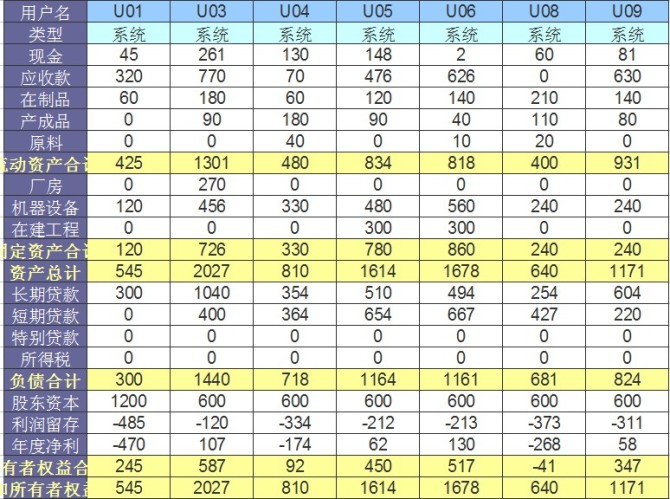 用户名 U01 U03 U04 U05 U06 U08 U09
类型 系统 系统 系统 系统 系统 系统 系统
现金 45 261 130 148 2 60 81
应收款 320 770 70 476 626 0 630
在制品 60 180 60 120 140 210 140
产成品 0 90 180 90 40 110 80
原料 0 0 40 0 10 20 0
流动资产合计 425 1301 480 834 818 400 931
厂房 0 270 0 0 0 0 0
机器设备 120 456 330 480 560 240 240
在建工程 0 0 0 300 300 0 0
固定资产合计 120 726 330 780 860 240 240
资产总计 545 2027 810 1614 1678 640 1171
长期贷款 300 1040 354 510 494 254 604
短期贷款 0 400 364 654 667 427 220
特别贷款 0 0 0 0 0 0 0
所得税 0 0 0 0 0 0 0
负债合计 300 1440 718 1164 1161 681 824
股东资本 1200 600 600 600 600 600 600
利润留存 -485 -120 -334 -212 -213 -373 -311
年度净利 -470 107 -174 62 130 -268 58
有者权益合 245 587 92 450 517 -41 347
和所有者权益 545 2027 810 1614 1678 640 1171